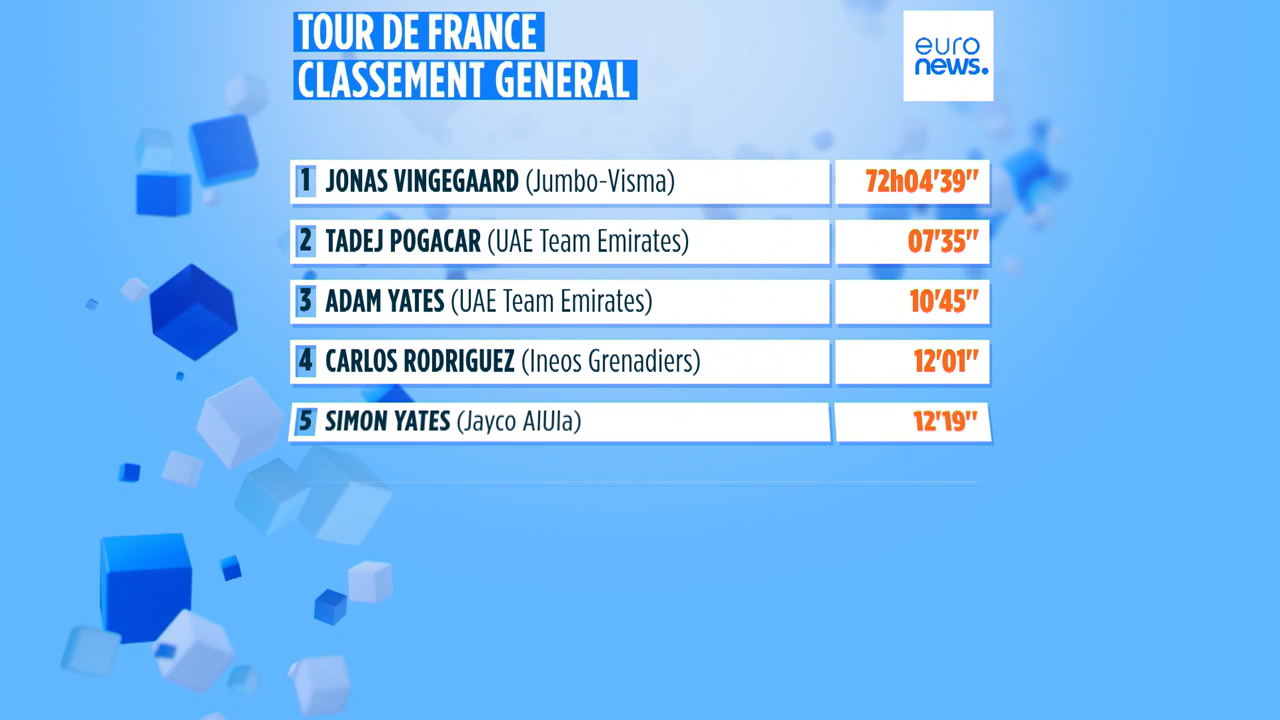 TOUR DE FRANCE
CLASSEMENT GENERAL
euro
news.
1 JONAS VINGEGAARD (Jumbo-Visma) 72h04'39"
2 TADEJ POGACAR (UAE Team Emirates) 07'35"
3 ADAM YATES (UAE Team Emirates) 10'45"
4 CARLOS RODRIGUEZ (Ineos Grenadiers) 12'01"
5 SIMON YATES (Jayco AlUla) 12'19"